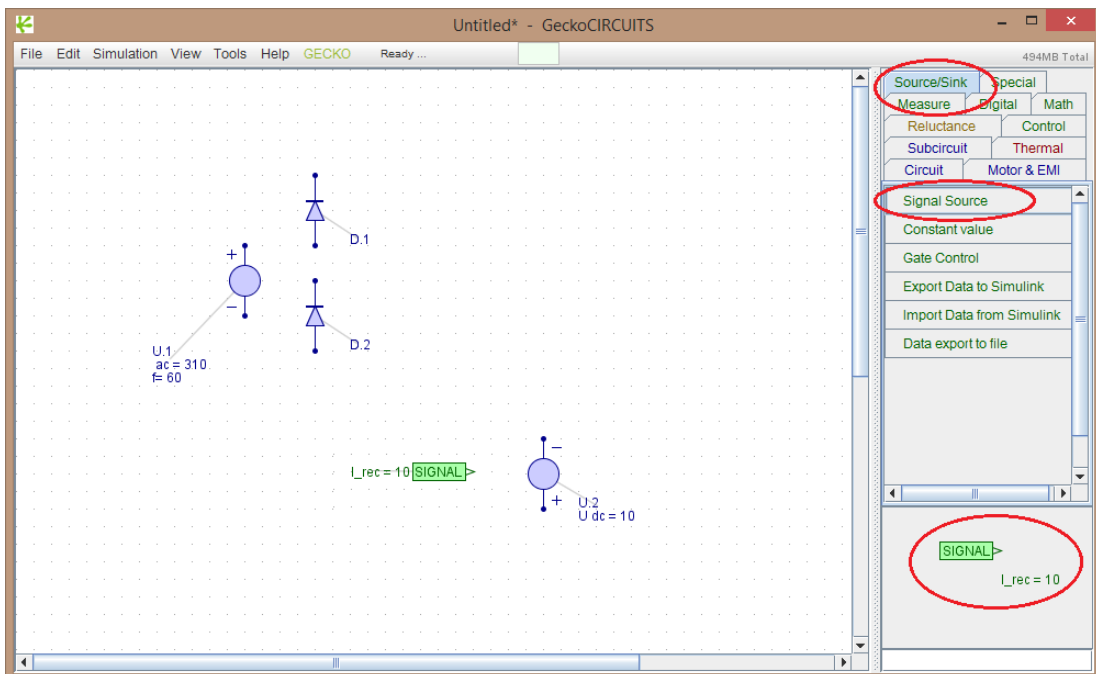 Untitled* - GeckoCIRCUITS
File Edit Simulation View Tools Help GECKO Ready ... 494MB Total
Source/Sink Special
Measure Digital Math
Reluctance Control
Subcircuit Thermal
Circuit Motor & EMI
Signal Source
Constant value
Gate Control
Export Data to Simulink
Import Data from Simulink
Data export to file
D.1
+
-
D.2
U.1
ac = 310
f= 60
I_rec = 10 SIGNAL >
-
+
U.2
U dc = 10
SIGNAL >
I_rec = 10